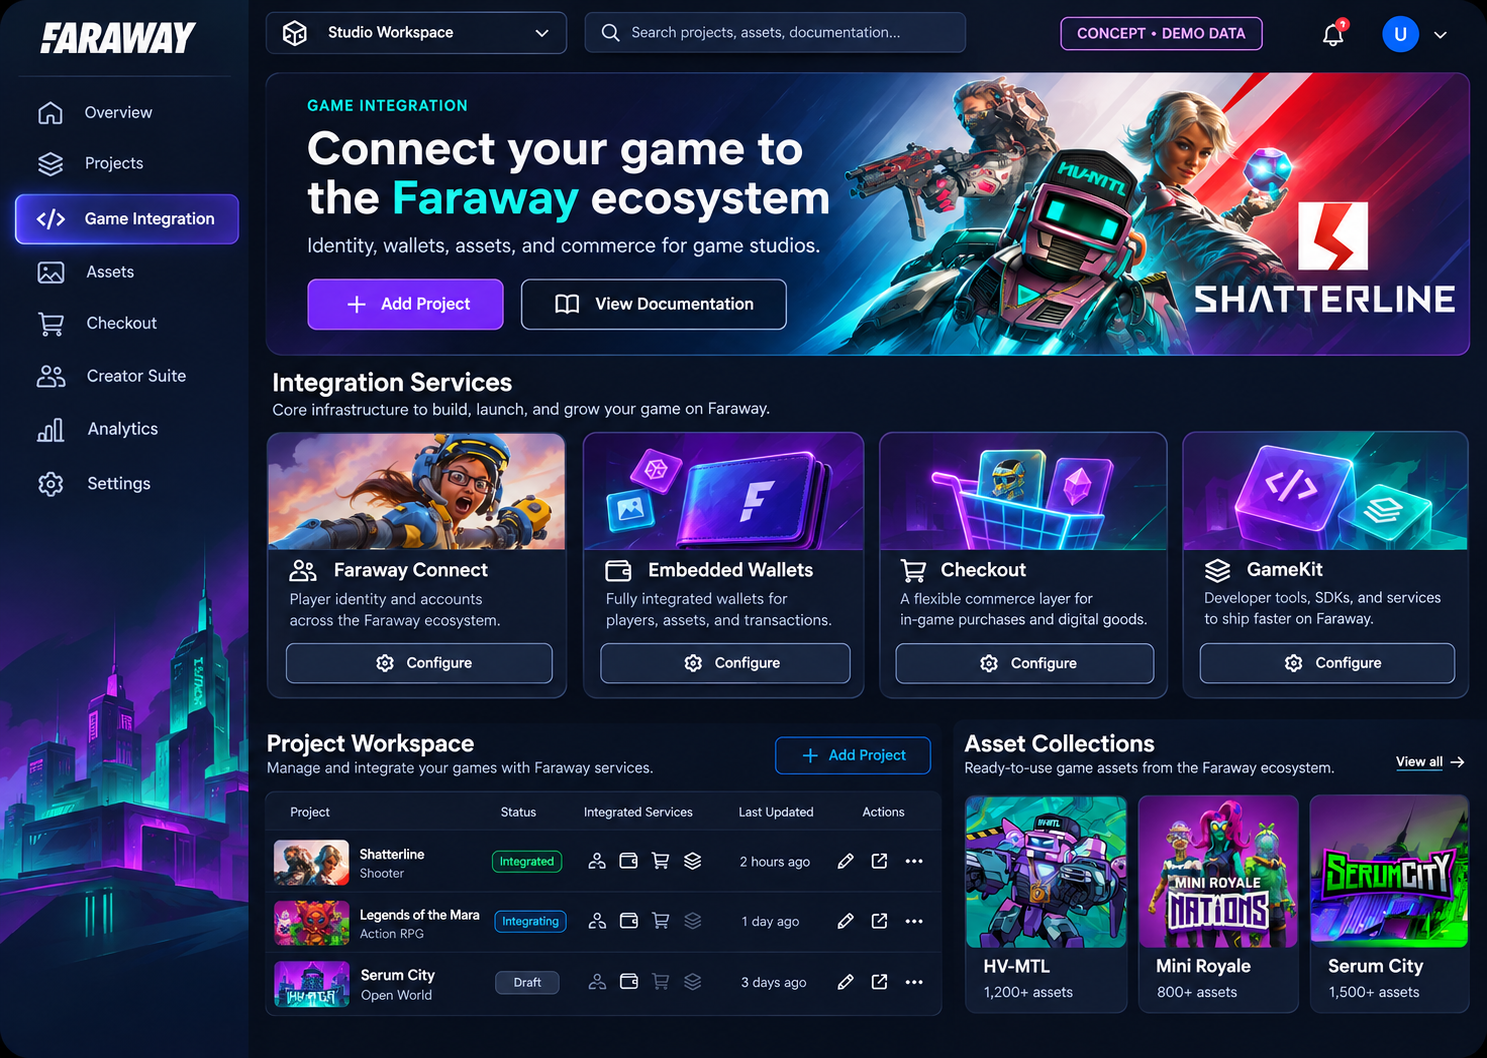 FARAWAY
Studio Workspace
Search projects, assets, documentation...
CONCEPT • DEMO DATA
U
Overview
Projects
Game Integration
Assets
Checkout
Creator Suite
Analytics
Settings
GAME INTEGRATION
Connect your game to
the Faraway ecosystem
Identity, wallets, assets, and commerce for game studios.
Add Project
View Documentation
HV-MTL
SHATTERLINE
Integration Services
Core infrastructure to build, launch, and grow your game on Faraway.
Faraway Connect
Player identity and accounts
across the Faraway ecosystem.
Configure
F
Embedded Wallets
Fully integrated wallets for
players, assets, and transactions.
Configure
Checkout
A flexible commerce layer for
in-game purchases and digital goods.
Configure
</>
GameKit
Developer tools, SDKs, and services
to ship faster on Faraway.
Configure
Project Workspace
Manage and integrate your games with Faraway services.
Add Project
Project Status Integrated Services Last Updated Actions
Shatterline
Shooter
Integrated
2 hours ago
Legends of the Mara
Action RPG
Integrating
1 day ago
Serum City
Open World
Draft
3 days ago
Asset Collections
Ready-to-use game assets from the Faraway ecosystem.
View all
HV-MTL
HV-MTL
1,200+ assets
MINI ROYALE
NATIONS
Mini Royale
800+ assets
SERUMCITY
Serum City
1,500+ assets